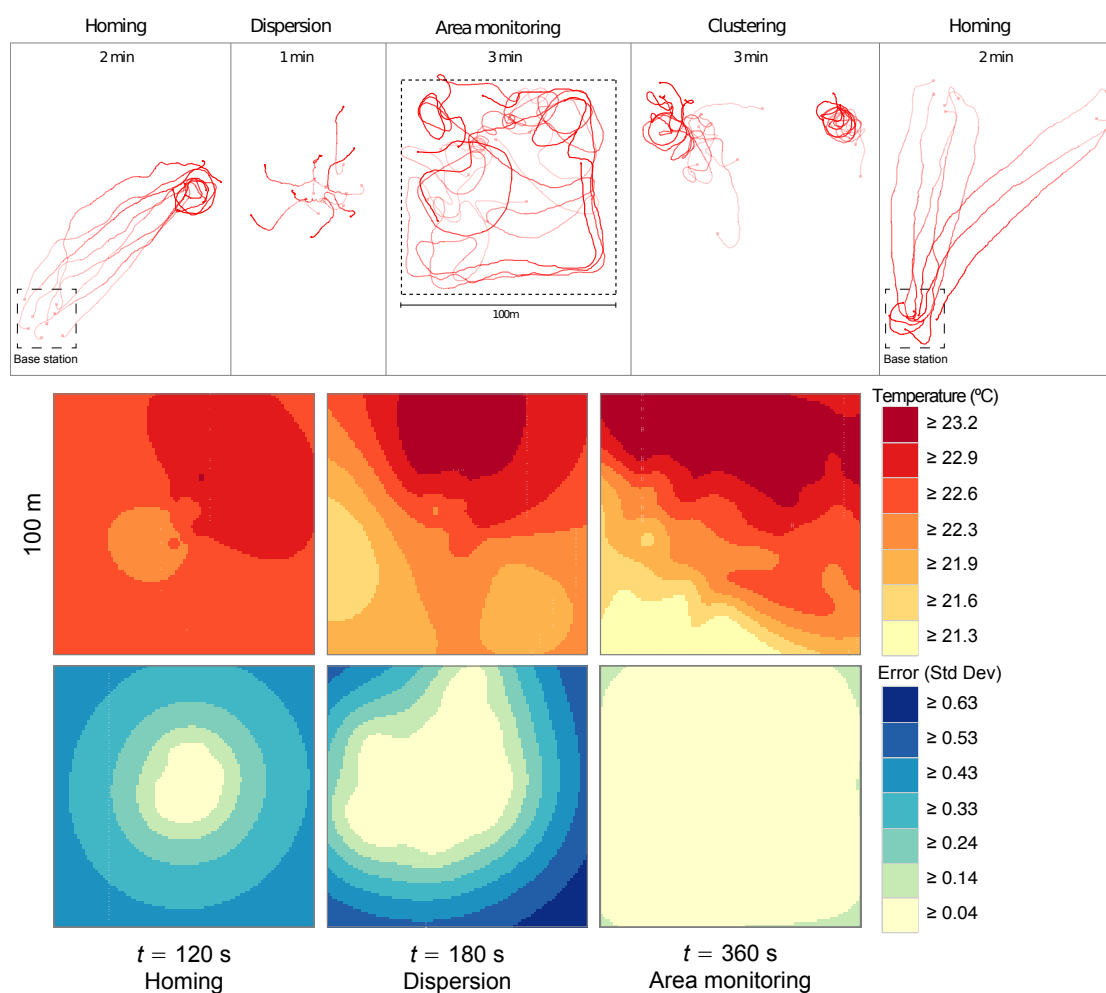 Homing Dispersion Area monitoring Clustering Homing
2 min 1 min 3 min 3 min 2 min
100m
Base station Base station
Temperature (ºC)
≥ 23.2
≥ 22.9
≥ 22.6
≥ 22.3
≥ 21.9
≥ 21.6
≥ 21.3
100 m
Error (Std Dev)
≥ 0.63
≥ 0.53
≥ 0.43
≥ 0.33
≥ 0.24
≥ 0.14
≥ 0.04
t = 120 s t = 180 s t = 360 s
Homing Dispersion Area monitoring